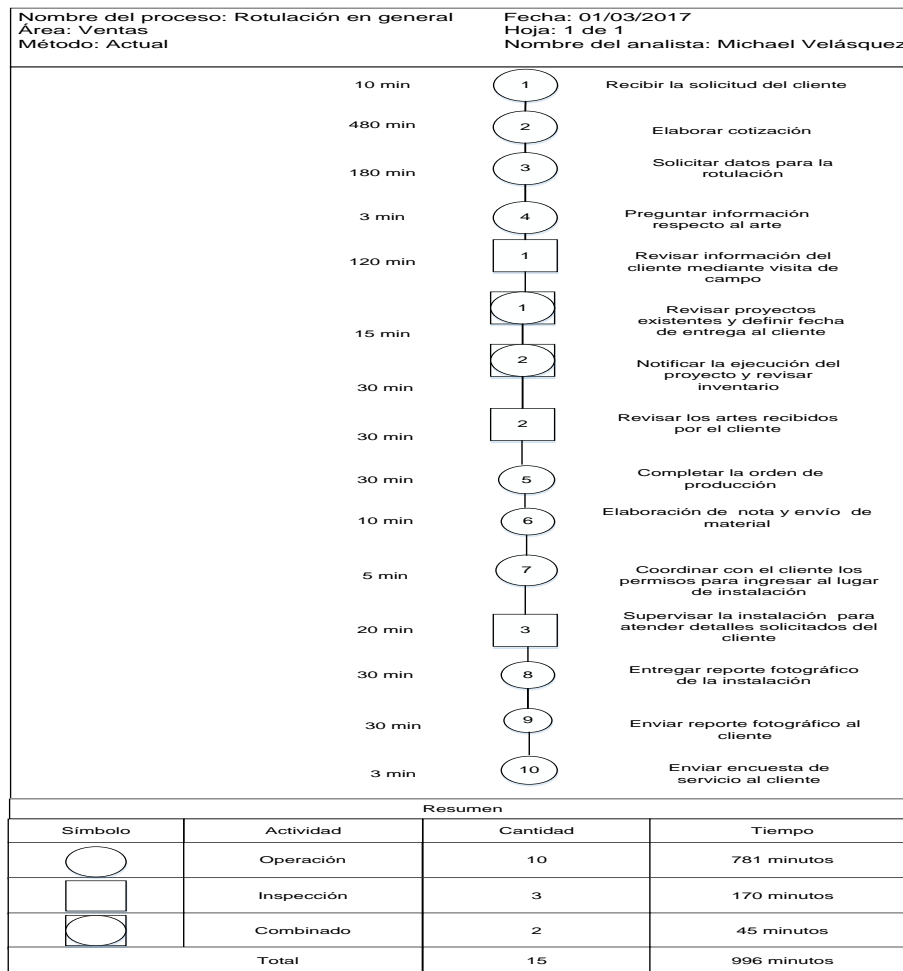 Nombre del proceso: Rotulación en general
Área: Ventas
Método: Actual
Fecha: 01/03/2017
Hoja: 1 de 1
Nombre del analista: Michael Velásquez
10 min 1 Recibir la solicitud del cliente
480 min 2 Elaborar cotización
180 min 3 Solicitar datos para la
rotulación
3 min 4 Preguntar información
respecto al arte
120 min 1 Revisar información del
cliente mediante visita de
campo
15 min 1 Revisar proyectos
existentes y definir fecha
de entrega al cliente
30 min 2 Notificar la ejecución del
proyecto y revisar
inventario
30 min 2 Revisar los artes recibidos
por el cliente
30 min 5 Completar la orden de
producción
10 min 6 Elaboración de nota y envío de
material
5 min 7 Coordinar con el cliente los
permisos para ingresar al lugar
de instalación
20 min 3 Supervisar la instalación para
atender detalles solicitados del
cliente
30 min 8 Entregar reporte fotográfico
de la instalación
30 min 9 Enviar reporte fotográfico al
cliente
3 min 10 Enviar encuesta de
servicio al cliente
Resumen
Símbolo Actividad Cantidad Tiempo
Operación 10 781 minutos
Inspección 3 170 minutos
Combinado 2 45 minutos
Total 15 996 minutos